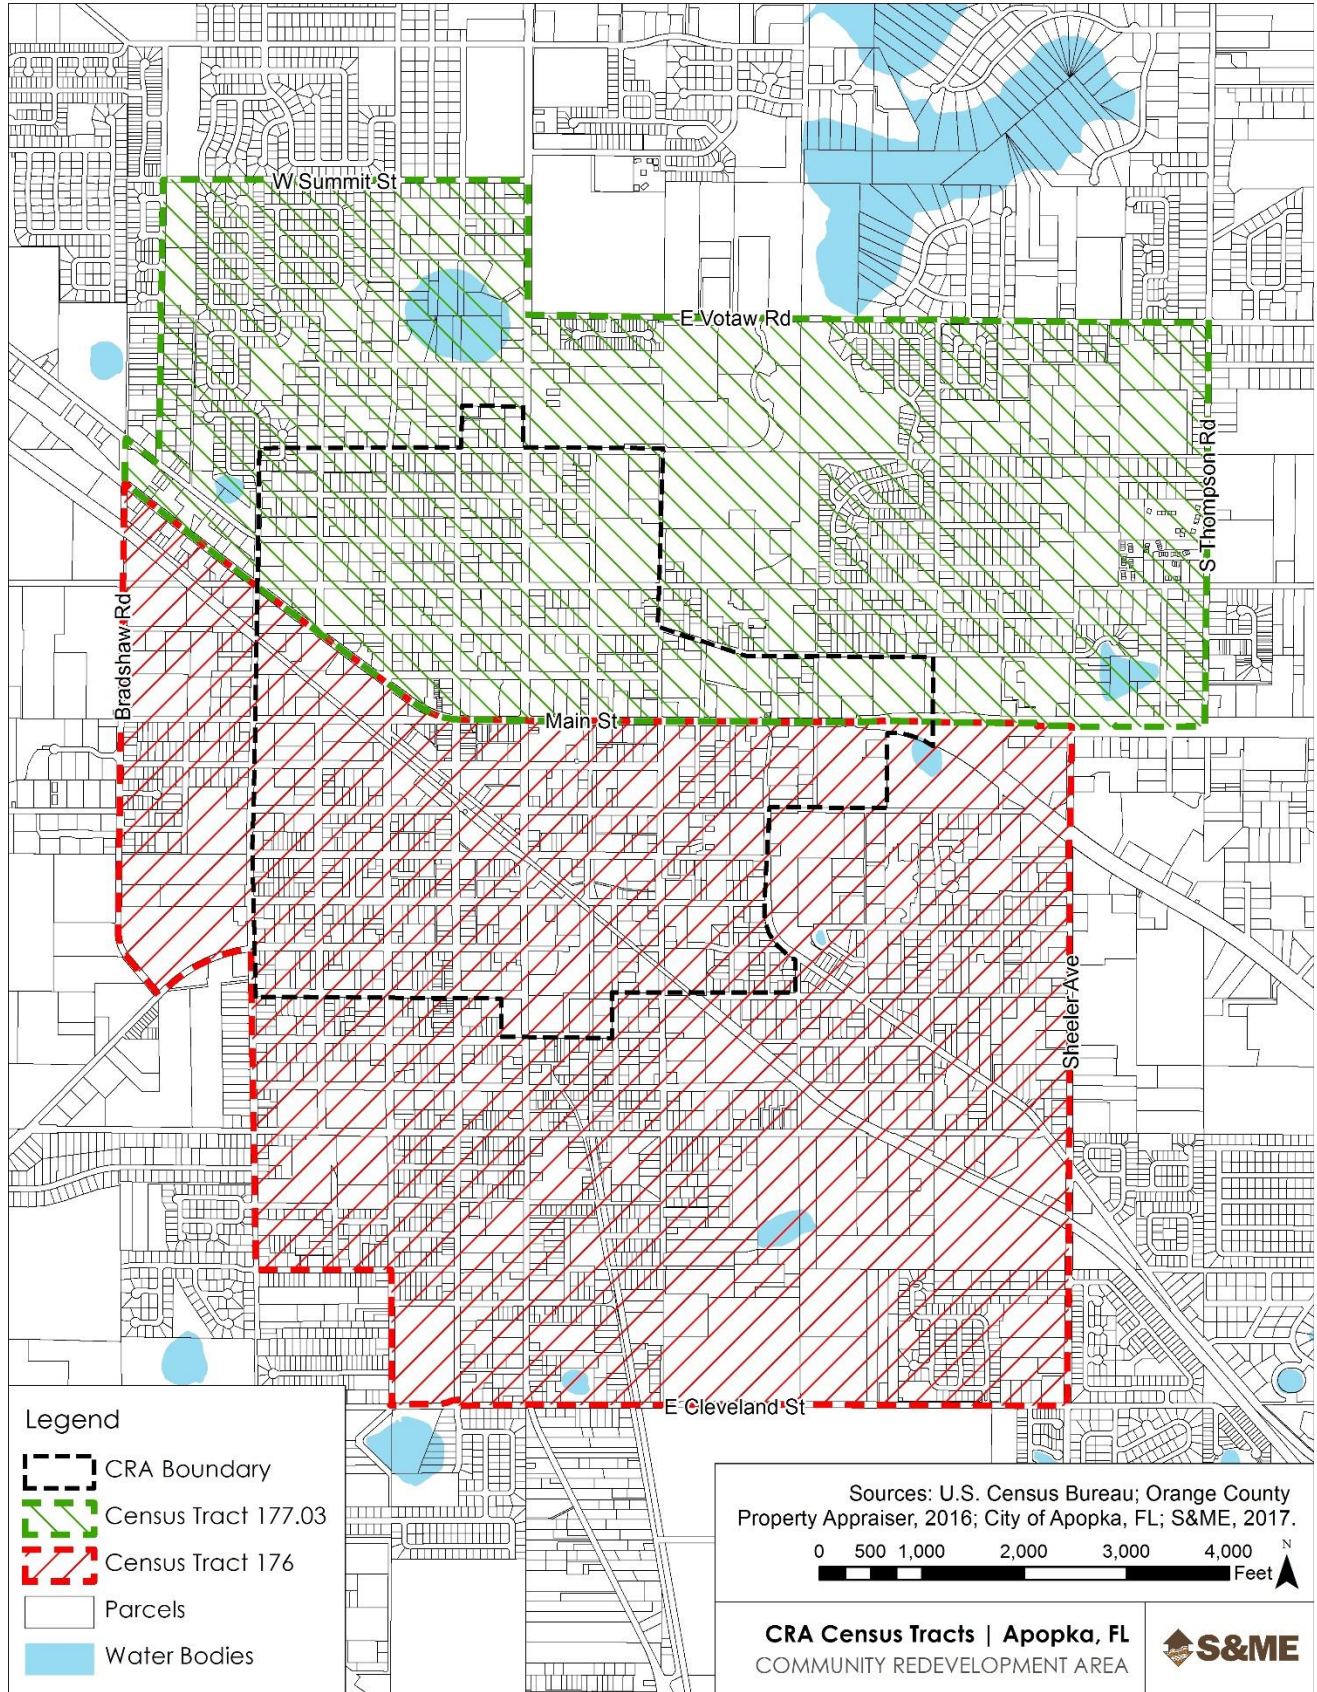 W Summit St
E Votaw Rd
S Thompson Rd
Bradshaw Rd
Main St
Sheeler Ave
E Cleveland St
Legend
CRA Boundary
Census Tract 177.03
Census Tract 176
Parcels
Water Bodies
Sources: U.S. Census Bureau; Orange County
Property Appraiser, 2016; City of Apopka, FL; S&ME, 2017.
0 500 1,000 2,000 3,000 4,000
Feet
N
CRA Census Tracts | Apopka, FL
COMMUNITY REDEVELOPMENT AREA
S&ME